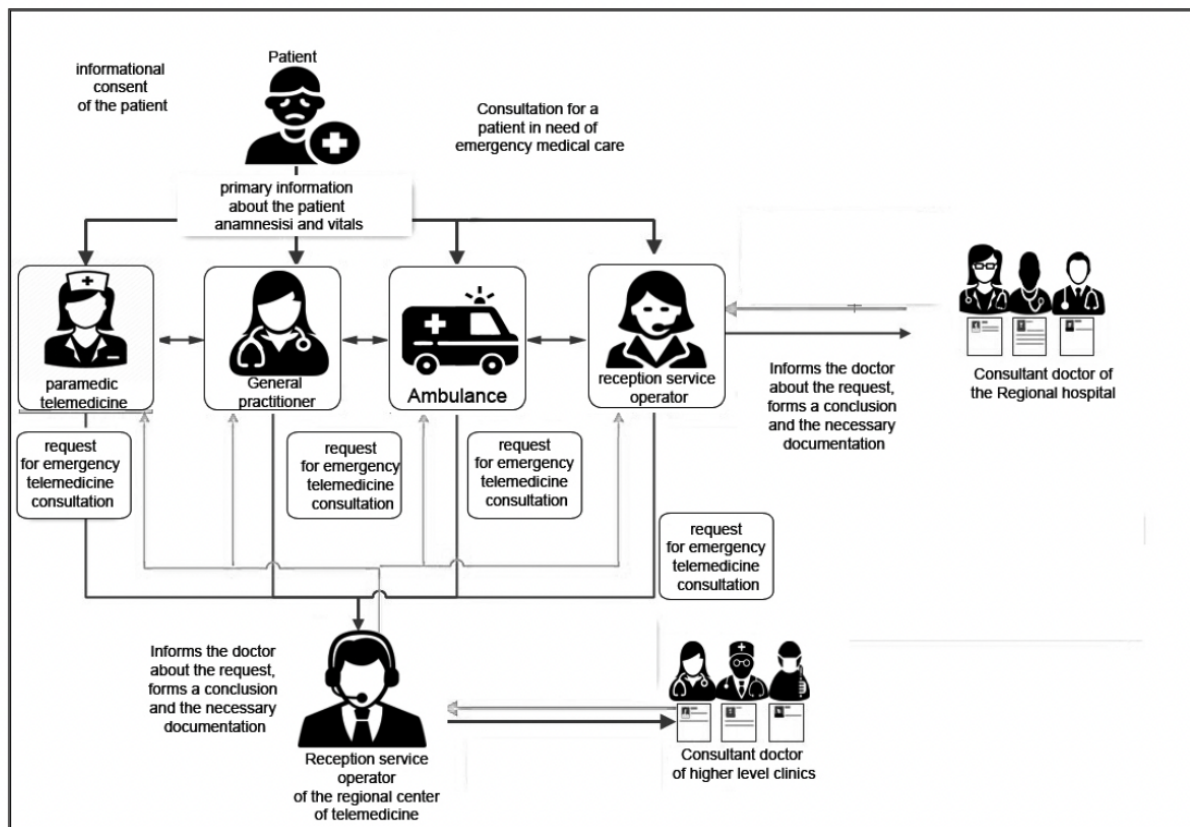 Patient
informational
consent
of the patient
Consultation for a
patient in need of
emergency medical care
primary information
about the patient
anamnesisi and vitals
paramedic
telemedicine
General
practitioner
Ambulance
reception service
operator
Informs the doctor
about the request,
forms a conclusion
and the necessary
documentation
Consultant doctor of
the Regional hospital
request
for emergency
telemedicine
consultation
request
for emergency
telemedicine
consultation
request
for emergency
telemedicine
consultation
request
for emergency
telemedicine
consultation
Informs the doctor
about the request,
forms a conclusion
and the necessary
documentation
Reception service
operator
of the regional center
of telemedicine
Consultant doctor
of higher level clinics